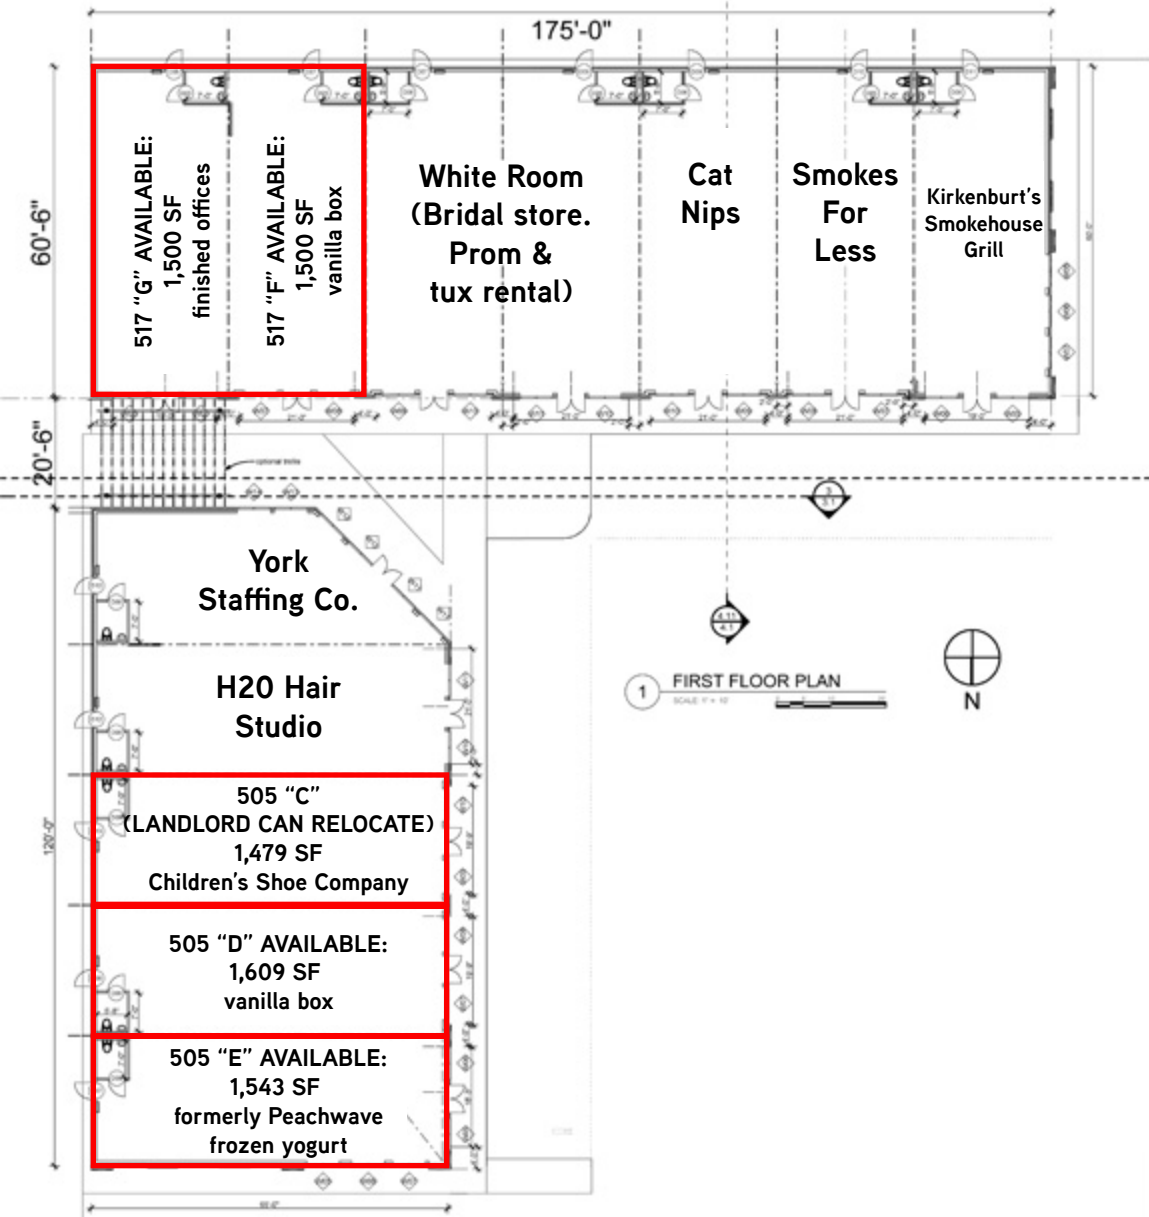 175'-0"
60'-6"
517 “G” AVAILABLE:
1,500 SF
finished offices
517 “F” AVAILABLE:
1,500 SF
vanilla box
White Room
(Bridal store.
Prom &
tux rental)
Cat
Nips
Smokes
For
Less
Kirkenburt’s
Smokehouse
Grill
20'-6"
York
Staffing Co.
H20 Hair
Studio
120'-0"
505 “C”
(LANDLORD CAN RELOCATE)
1,479 SF
Children’s Shoe Company
505 “D” AVAILABLE:
1,609 SF
vanilla box
505 “E” AVAILABLE:
1,543 SF
formerly Peachwave
frozen yogurt
1
FIRST FLOOR PLAN
SCALE: 1" = 10'
N